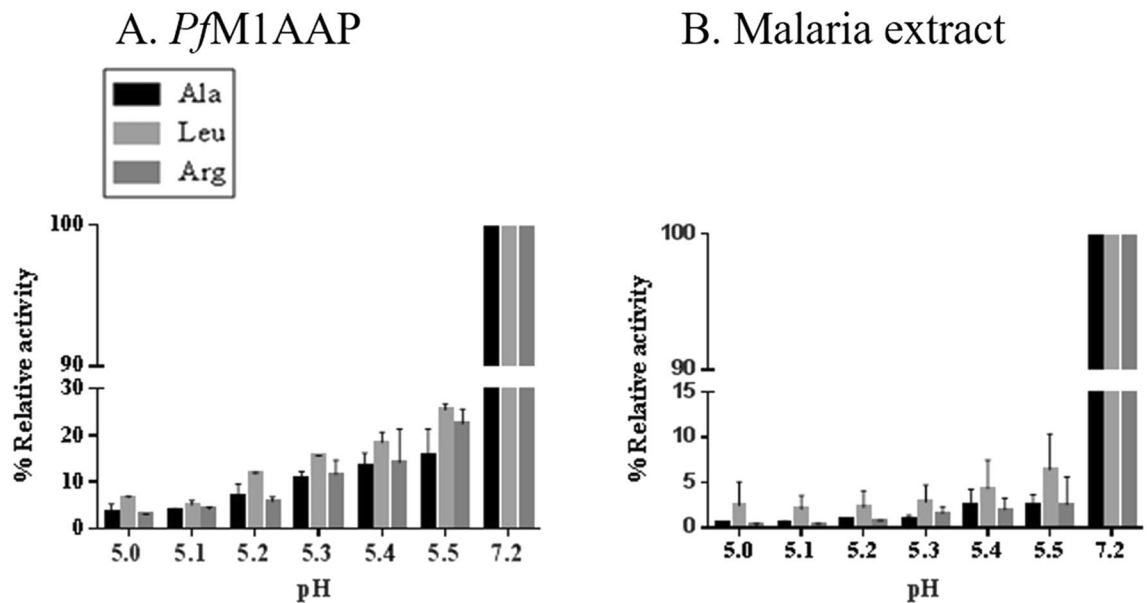 A. PfM1AAP
B. Malaria extract
Ala
Leu
Arg
% Relative activity
100
90
30
20
10
0
5.0 5.1 5.2 5.3 5.4 5.5 7.2
pH
% Relative activity
100
90
15
10
5
0
5.0 5.1 5.2 5.3 5.4 5.5 7.2
pH